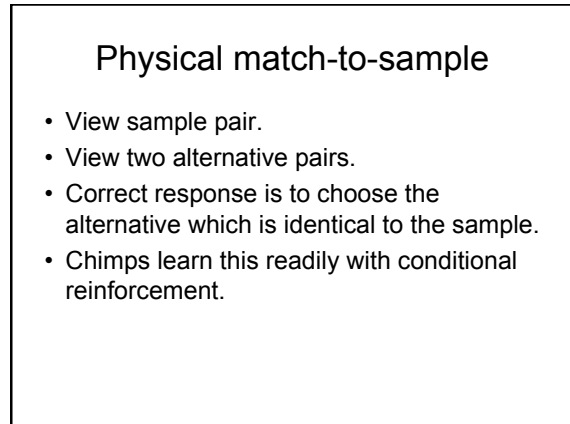 Physical match-to-sample
• View sample pair.
• View two alternative pairs.
• Correct response is to choose the
alternative which is identical to the sample.
• Chimps learn this readily with conditional
reinforcement.